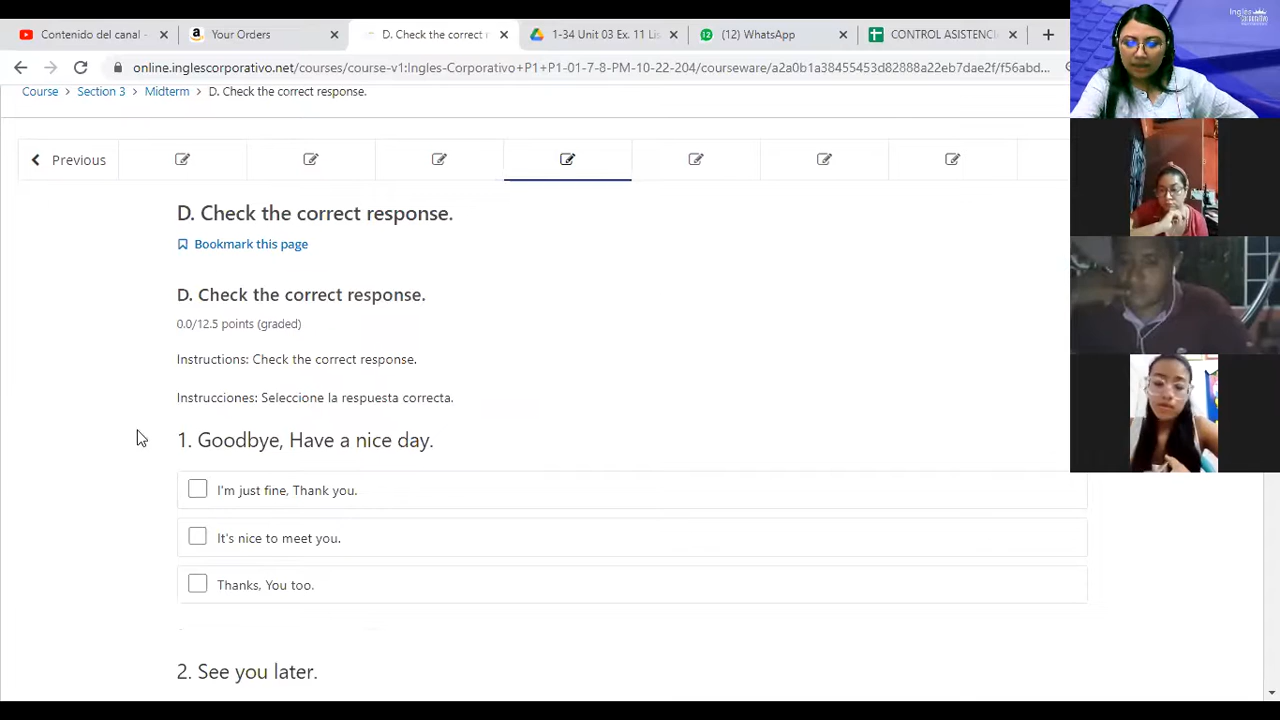 Contenido del canal -
Your Orders
D. Check the correct r
1-34 Unit 03 Ex. 11 Lis
(12) WhatsApp
CONTROL ASISTENCI
online.inglescorporativo.net/courses/course-v1:Ingles-Corporativo+P1+P1-01-7-8-PM-10-22-204/courseware/a2a0b1a38455452d82888a22eb7dae2f/f56abd...
Course > Section 3 > Midterm > D. Check the correct response.
Previous
D. Check the correct response.
Bookmark this page
D. Check the correct response.
0.0/12.5 points (graded)
Instructions: Check the correct response.
Instrucciones: Seleccione la respuesta correcta.
1. Goodbye, Have a nice day.
I'm just fine, Thank you.
It's nice to meet you.
Thanks, You too.
2. See you later.
Ingles